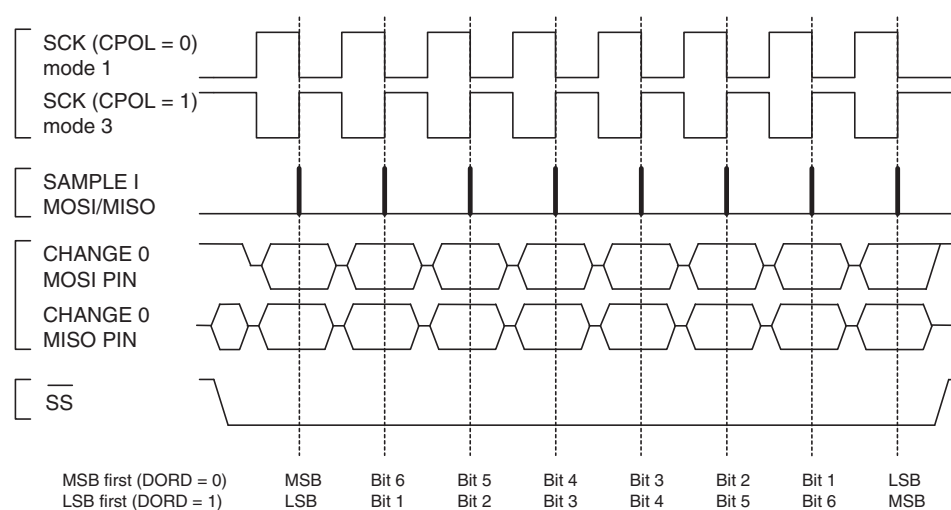 SCK (CPOL = 0)
mode 1
SCK (CPOL = 1)
mode 3
SAMPLE I
MOSI/MISO
CHANGE 0
MOSI PIN
CHANGE 0
MISO PIN
SS
MSB first (DORD = 0) MSB Bit 6 Bit 5 Bit 4 Bit 3 Bit 2 Bit 1 LSB
LSB first (DORD = 1) LSB Bit 1 Bit 2 Bit 3 Bit 4 Bit 5 Bit 6 MSB